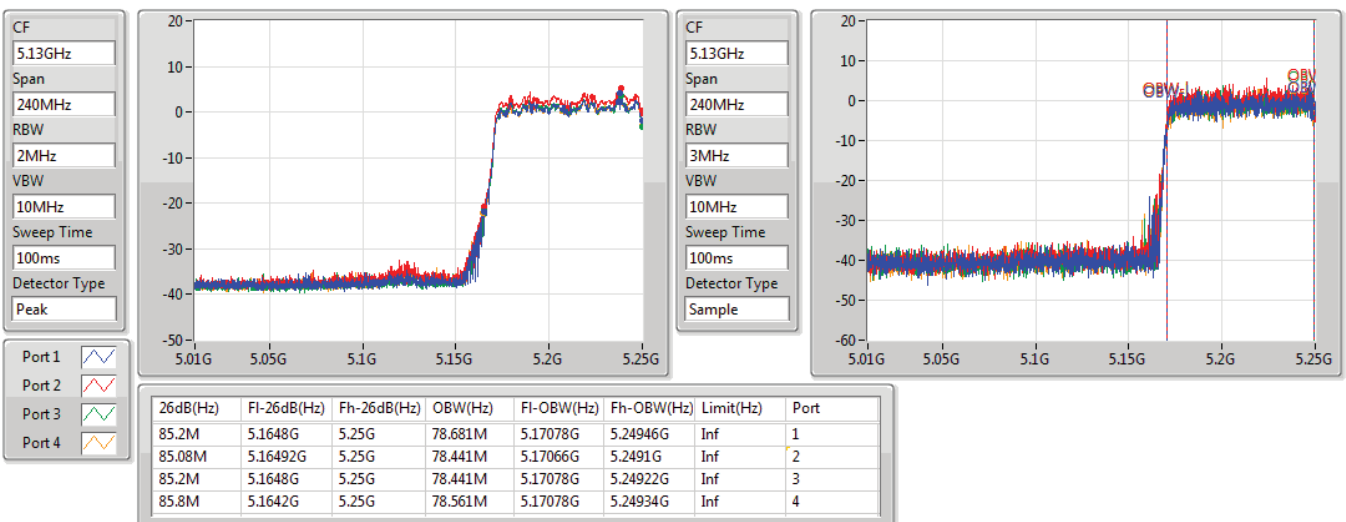 CF
5.13GHz
Span
240MHz
RBW
2MHz
VBW
10MHz
Sweep Time
100ms
Detector Type
Peak
20
10
0
-10
-20
-30
-40
-50
5.01G 5.05G 5.1G 5.15G 5.2G 5.25G
CF
5.13GHz
Span
240MHz
RBW
3MHz
VBW
10MHz
Sweep Time
100ms
Detector Type
Sample
20
10
0
-10
-20
-30
-40
-50
-60
OBW-l
OBW
5.01G 5.05G 5.1G 5.15G 5.2G 5.25G
Port 1
Port 2
Port 3
Port 4
26dB(Hz) Fl-26dB(Hz) Fh-26dB(Hz) OBW(Hz) Fl-OBW(Hz) Fh-OBW(Hz) Limit(Hz) Port
85.2M 5.1648G 5.25G 78.681M 5.17078G 5.24946G Inf 1
85.08M 5.16492G 5.25G 78.441M 5.17066G 5.2491G Inf 2
85.2M 5.1648G 5.25G 78.441M 5.17078G 5.24922G Inf 3
85.8M 5.1642G 5.25G 78.561M 5.17078G 5.24934G Inf 4